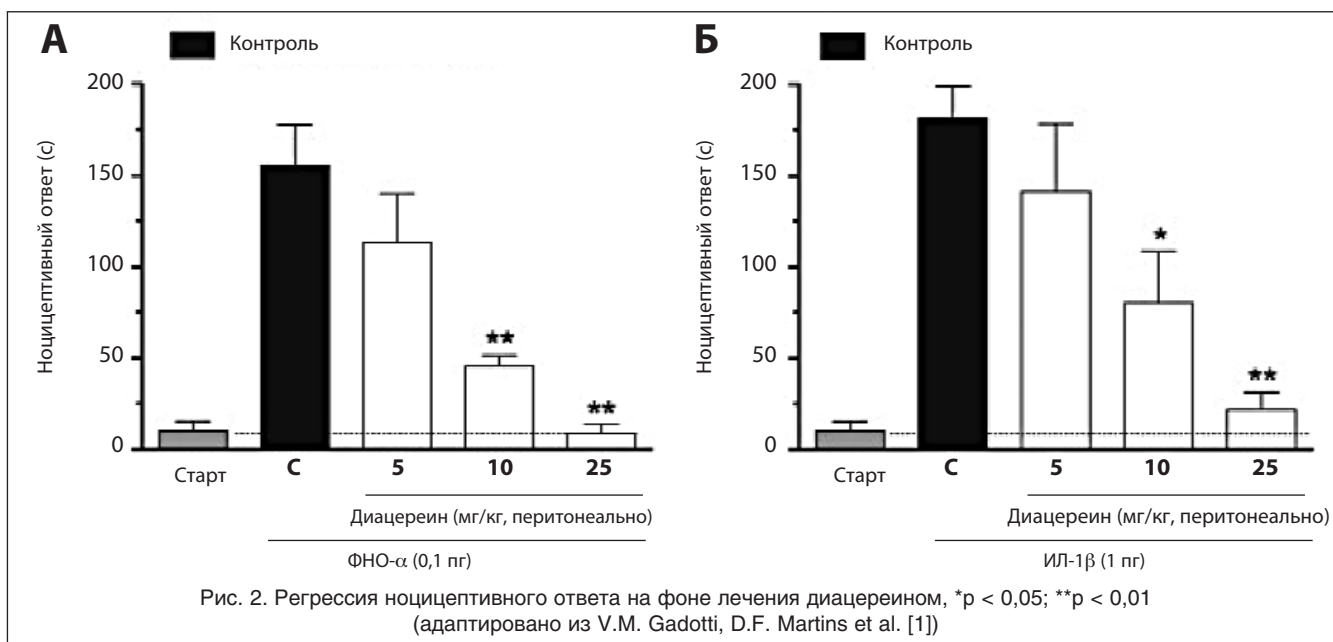 А
Контроль
Ноцицептивный ответ (с)
200
150
100
50
0
**
**
Старт
С
5
10
25
Диацереин (мг/кг, перитонеально)
ФНО-α (0,1 пг)
Б
Контроль
Ноцицептивный ответ (с)
200
150
100
50
0
*
**
Старт
С
5
10
25
Диацереин (мг/кг, перитонеально)
ИЛ-1β (1 пг)
Рис. 2. Регрессия ноцицептивного ответа на фоне лечения диацереином, *p < 0,05; **p < 0,01
(адаптировано из V.M. Gadotti, D.F. Martins et al. [1])